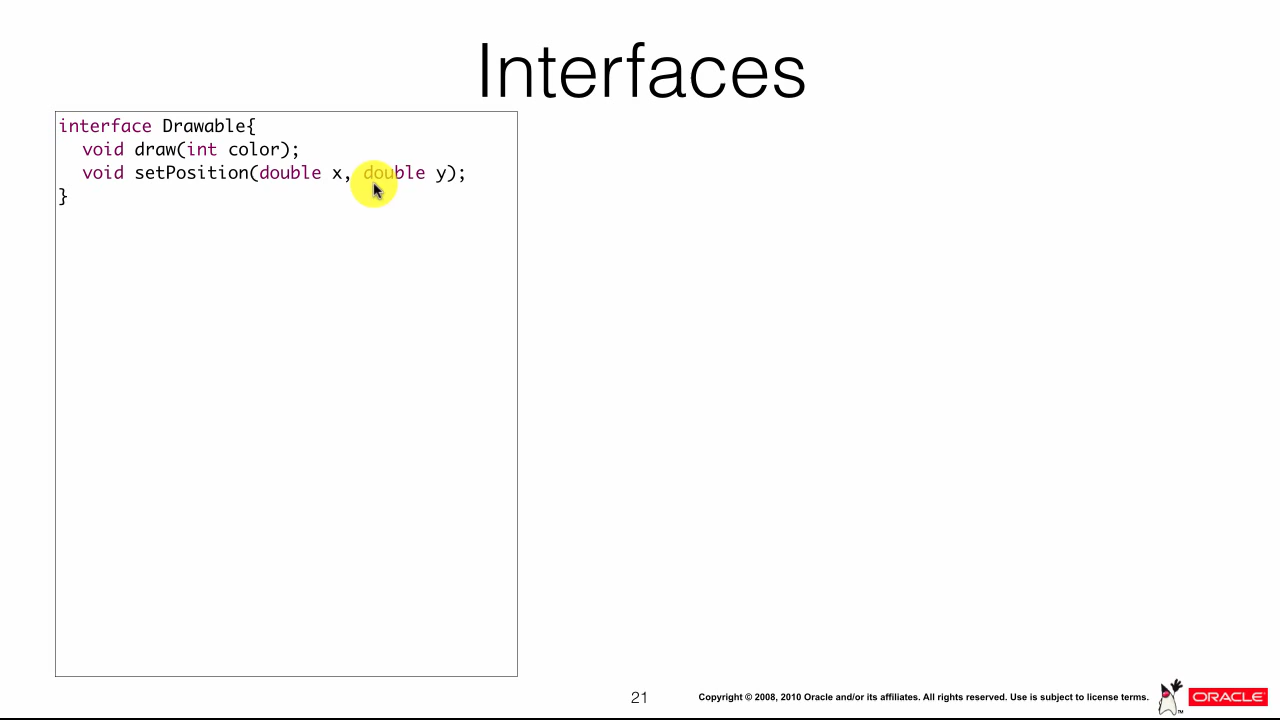 Interfaces
interface Drawable{
void draw(int color);
void setPosition(double x, double y);
}
21
Copyright © 2008, 2010 Oracle and/or its affiliates. All rights reserved. Use is subject to license terms.
™
ORACLE